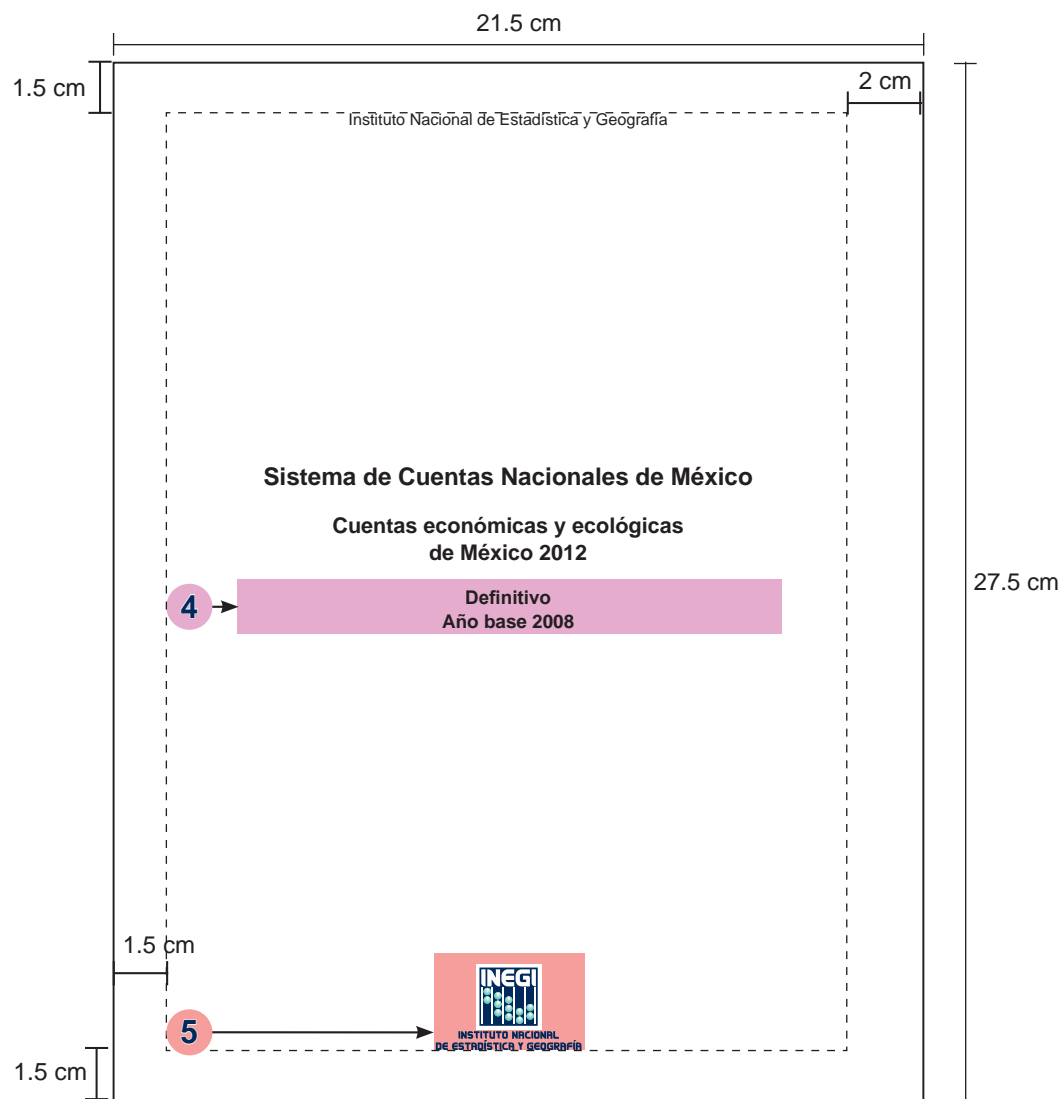 21.5 cm
1.5 cm
2 cm
Instituto Nacional de Estadística y Geografía
Sistema de Cuentas Nacionales de México
Cuentas económicas y ecológicas
de México 2012
27.5 cm
4
Definitivo
Año base 2008
1.5 cm
INEGI
5
INSTITUTO NACIONAL
DE ESTADÍSTICA Y GEOGRAFÍA
1.5 cm